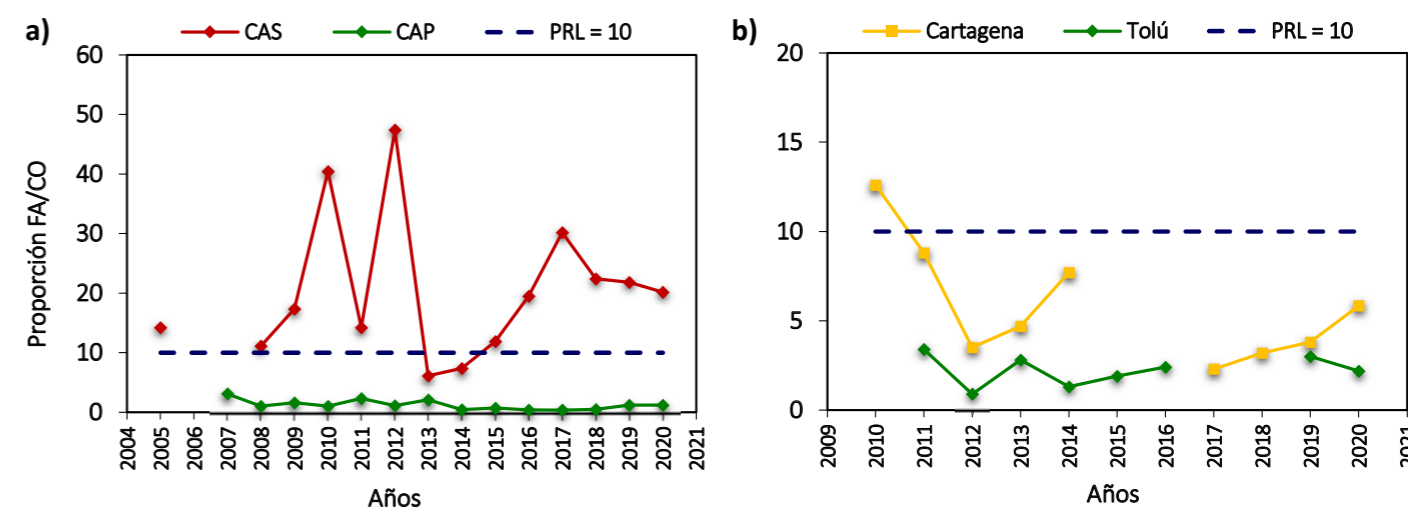 a)
CAS CAP PRL = 10
60
50
40
30
20
10
0
Proporción FA/CO
2004 2005 2006 2007 2008 2009 2010 2011 2012 2013 2014 2015 2016 2017 2018 2019 2020 2021
Años
b)
Cartagena Tolú PRL = 10
20
15
10
5
0
2009 2010 2011 2012 2013 2014 2015 2016 2017 2018 2019 2020 2021
Años